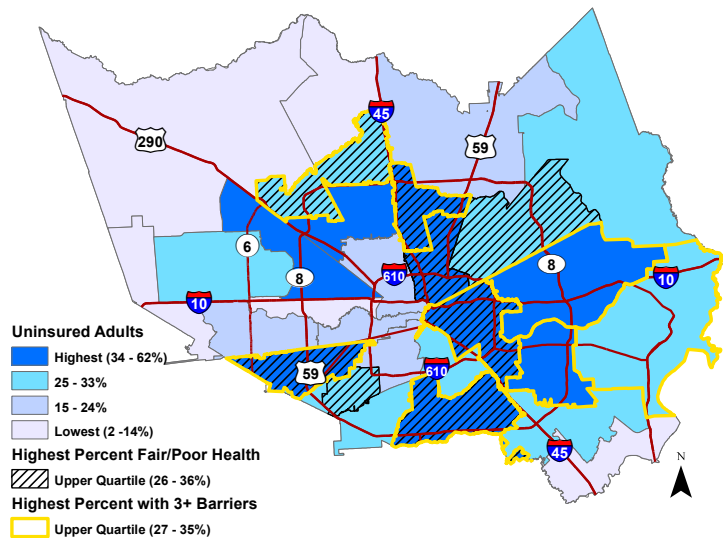 45
290
59
6
8
610
8
10
10
Uninsured Adults
Highest (34 - 62%)
25 - 33%
15 - 24%
Lowest (2 -14%)
59
610
Highest Percent Fair/Poor Health
Upper Quartile (26 - 36%)
45
N
Highest Percent with 3+ Barriers
Upper Quartile (27 - 35%)